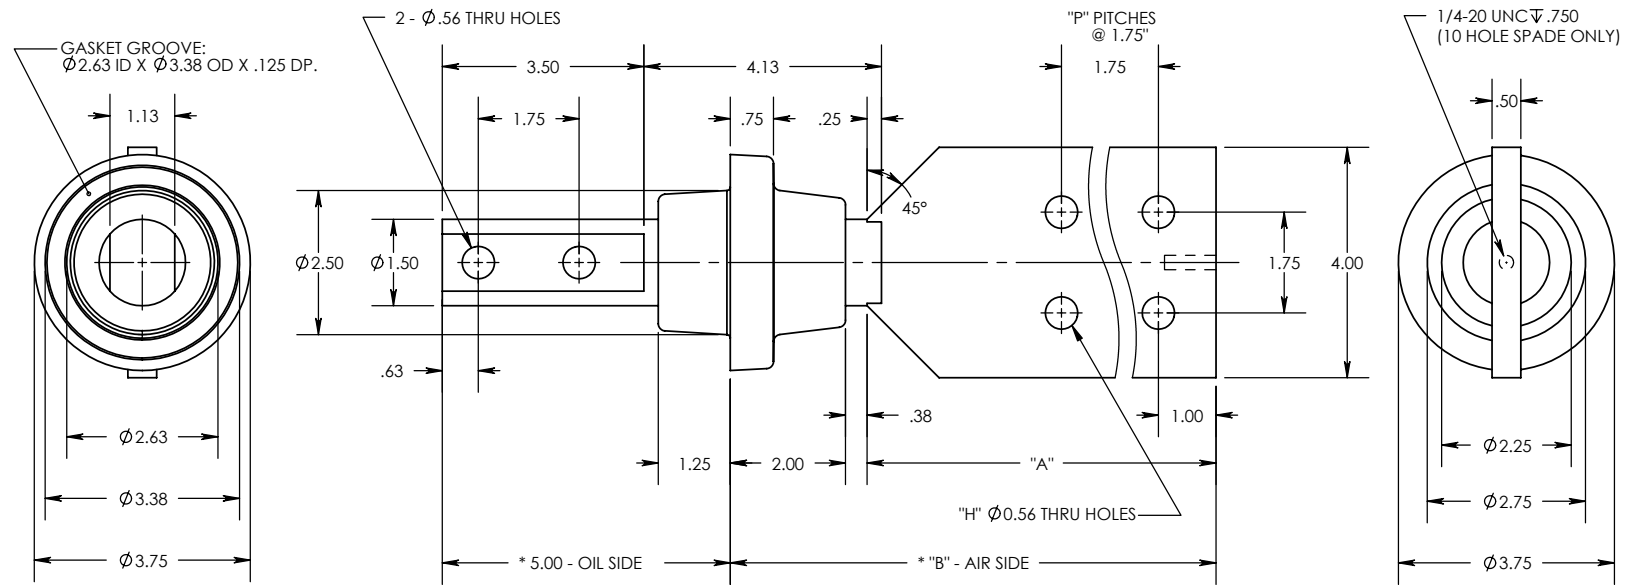 2 - Ø.56 THRU HOLES
"P" PITCHES
@ 1.75"
1/4-20 UNC↧.750
(10 HOLE SPADE ONLY)
GASKET GROOVE:
Ø2.63 ID X Ø3.38 OD X .125 DP.
3.50
4.13
1.75
1.13
1.75
.75
.25
.50
45°
Ø2.50
Ø1.50
1.75
4.00
.63
.38
1.00
Ø2.63
1.25
2.00
"A"
Ø2.25
Ø3.38
"H" Ø0.56 THRU HOLES
Ø2.75
Ø3.75
* 5.00 - OIL SIDE
* "B" - AIR SIDE
Ø3.75